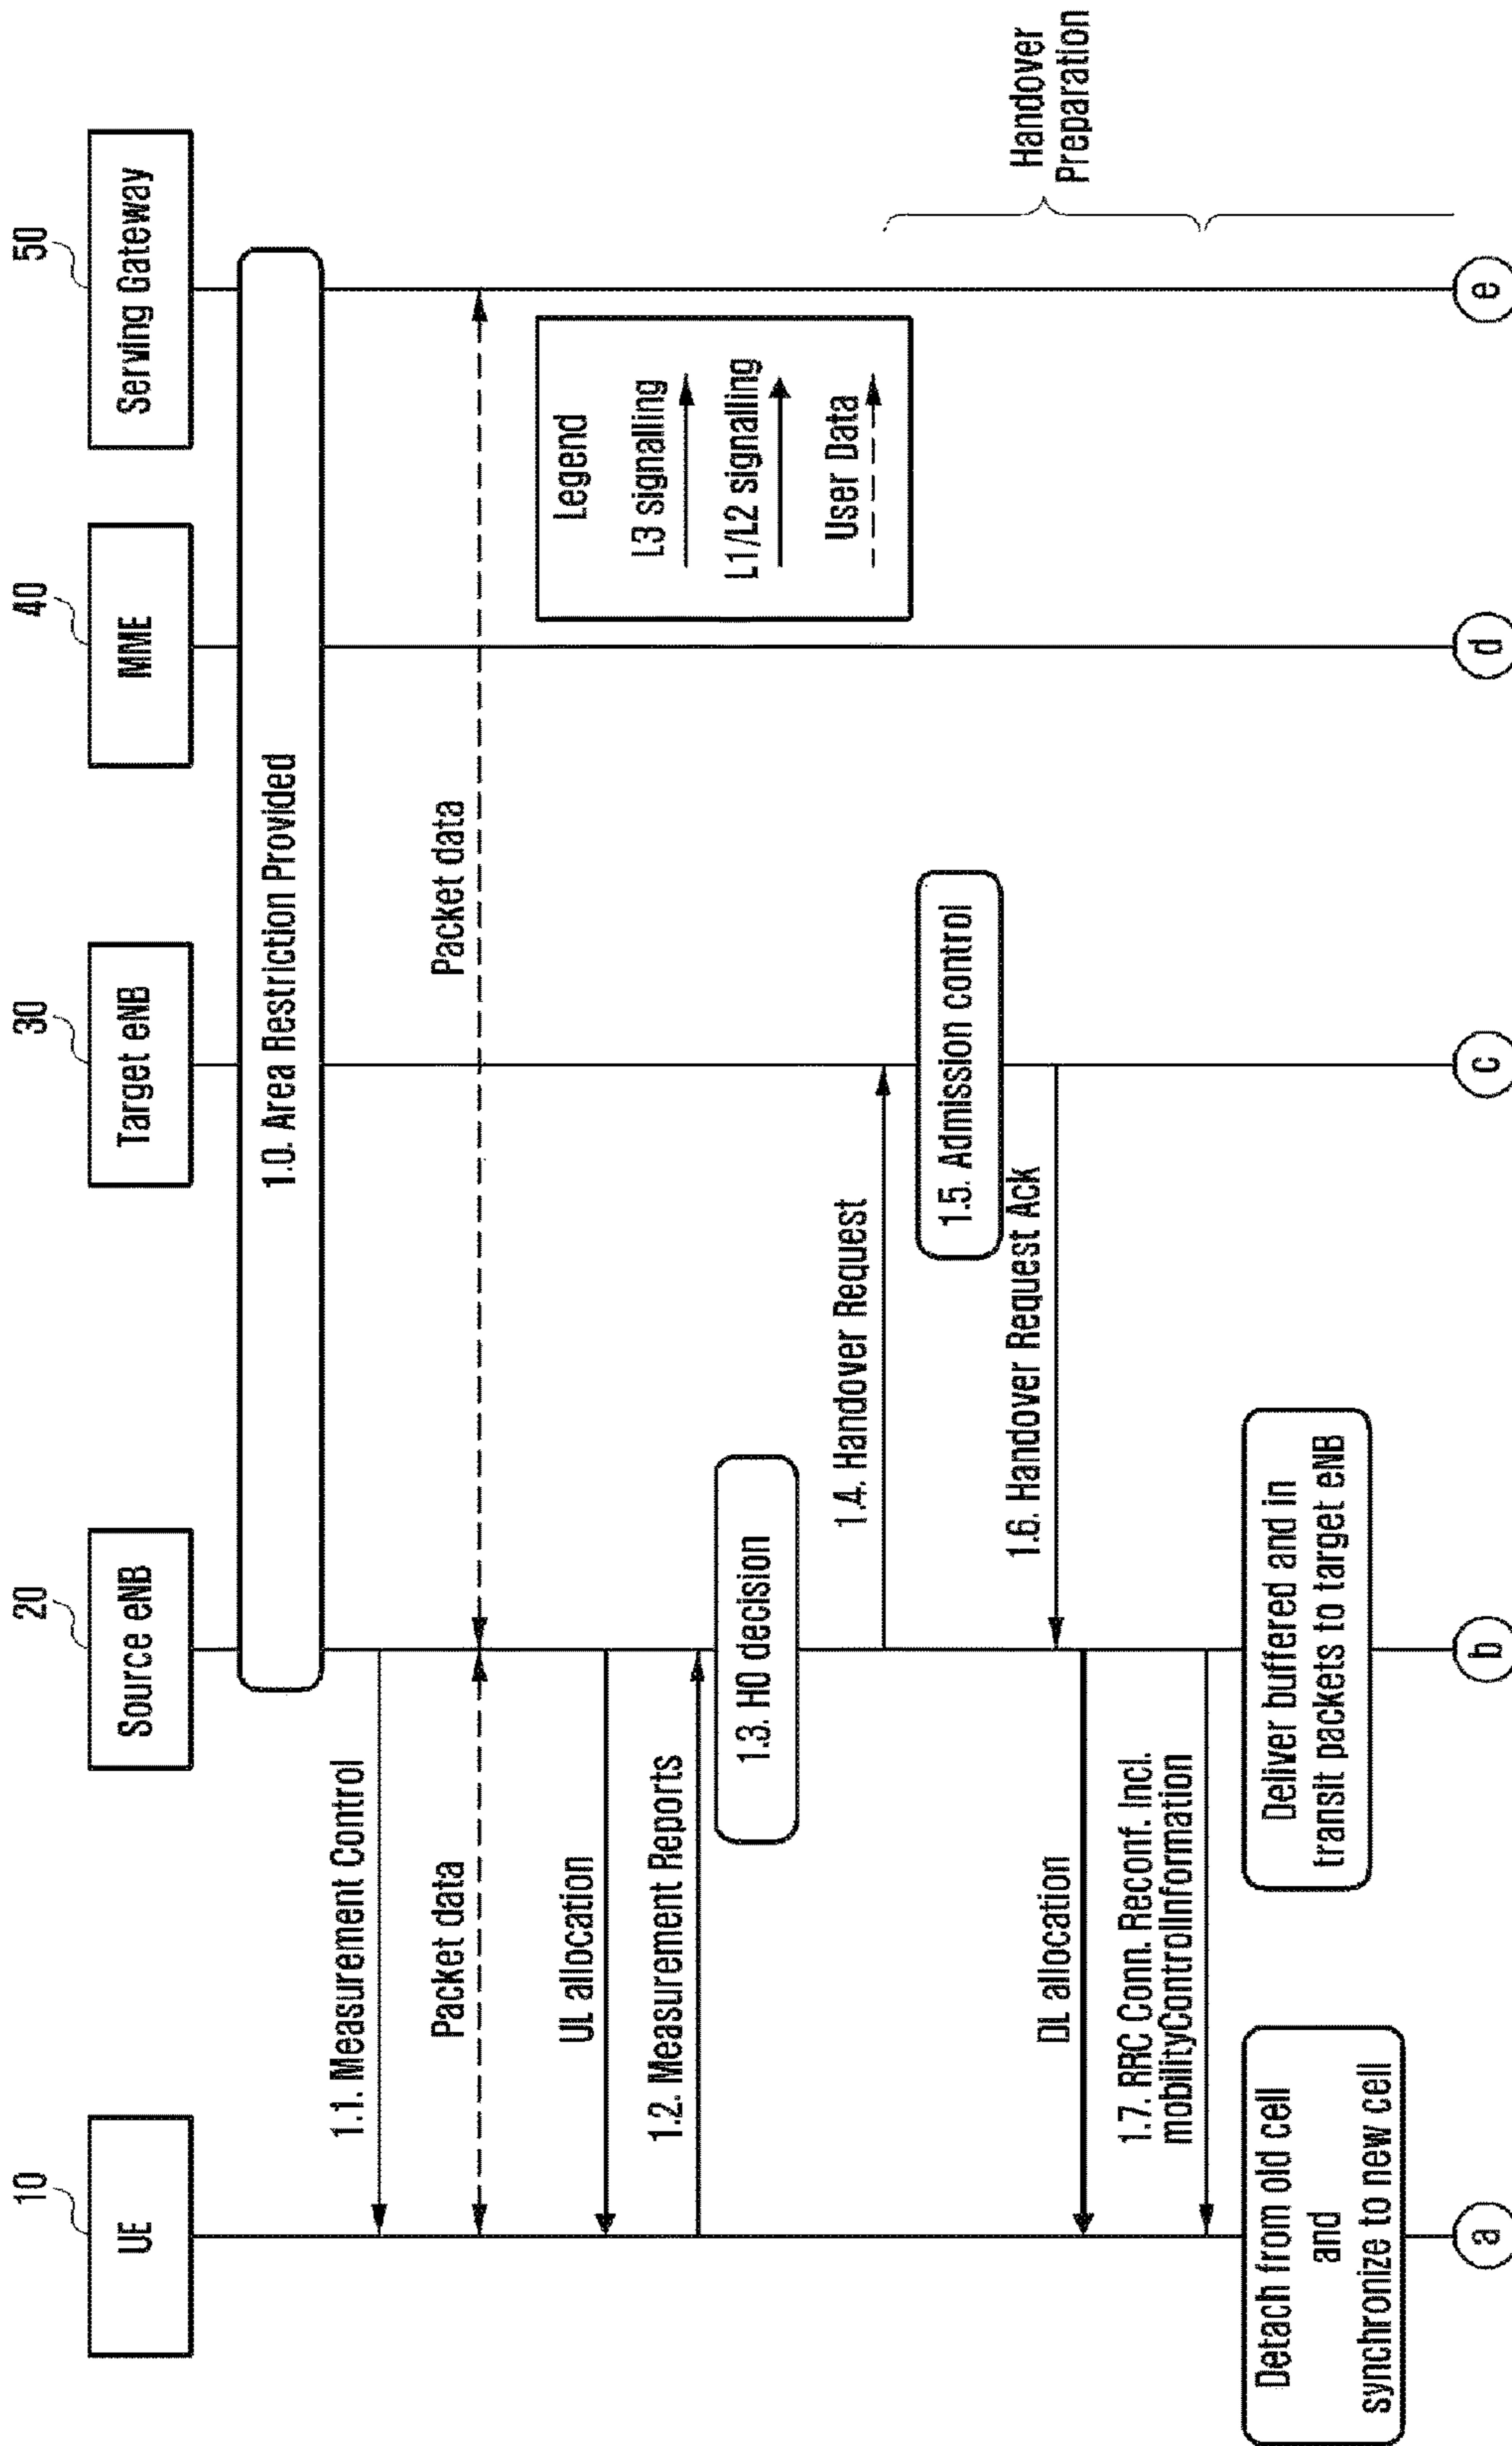 10
20
30
40
50
UE
Source eNB
Target eNB
MME
Serving Gateway
1.0. Area Restriction Provided
1.1. Measurement Control
Packet data
Packet data
UL allocation
1.2. Measurement Reports
1.3. HO decision
Legend
L3 signalling
L1/L2 signalling
User Data
1.4. Handover Request
1.5. Admission control
1.6. Handover Request Ack
DL allocation
1.7. RRC Conn. Reconf. Incl.
mobilityControlInformation
Handover
Preparation
Detach from old cell
and
synchronize to new cell
Deliver buffered and in
transit packets to target eNB
a
b
c
d
e